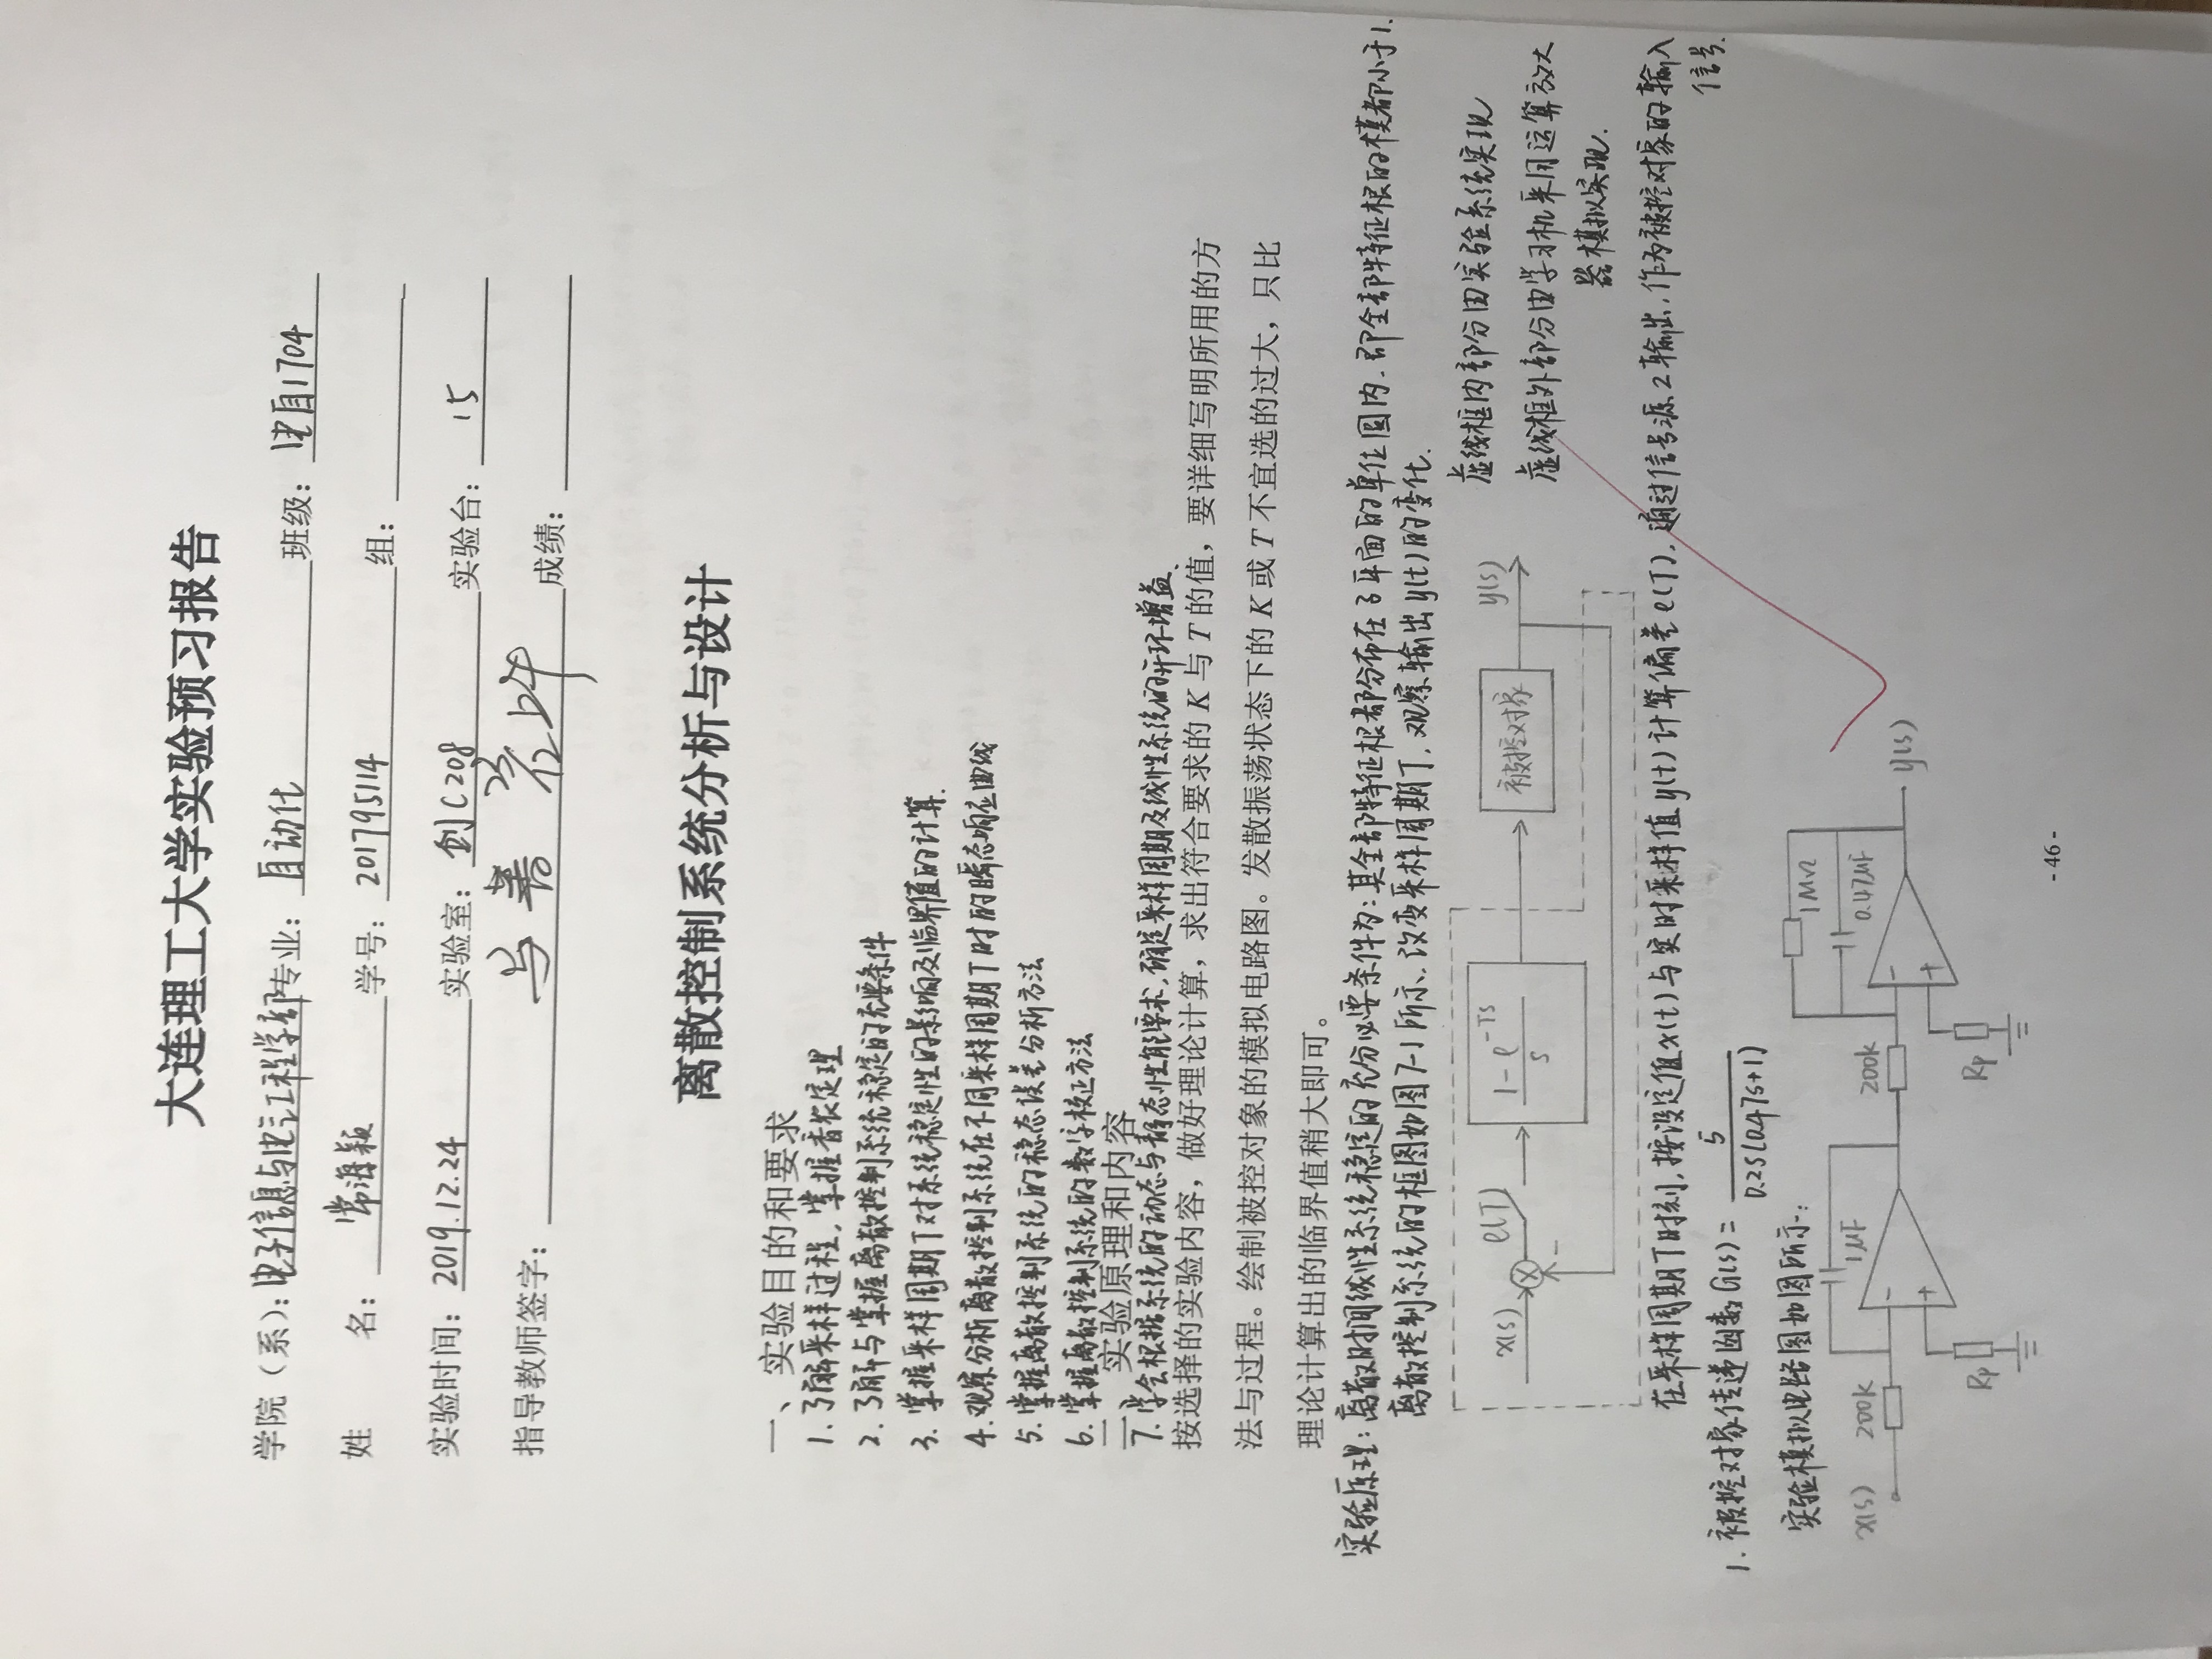 大连理工大学实验预习报告
学院（系）：电子信息与电气工程学部 专业：自动化 班级：电自1704
姓 名：常海颖 学号：201795114 组：
实验时间：2019.12.24 实验室：创C208 实验台：15
指导教师签字： 成绩：
离散控制系统分析与设计
一、实验目的和要求
1.了解采样过程，掌握香农定理
2.了解与掌握离散控制系统稳定的充要条件
3.掌握采样周期T对系统稳定性的影响及临界值的计算.
4.观察分析离散控制系统在不同采样周期T时的瞬态响应曲线
5.掌握离散控制系统的稳态误差分析方法
6.掌握离散控制系统的数字校正方法
二、实验原理和内容
7.学会根据系统的动态与静态性能要求,确定采样周期及线性系统的开环增益.
按选择的实验内容，做好理论计算，求出符合要求的 K 与 T 的值，要详细写明所用的方
法与过程。绘制被控对象的模拟电路图。发散振荡状态下的 K 或 T 不宜选的过大，只比
理论计算出的临界值稍大即可。
实验原理：离散时间线性系统稳定的充分必要条件为：其全部特征根都分布在z平面的单位圆内.即全部特征根的模都小于1.
离散控制系统的框图如图7-1所示.改变采样周期T,观察输出y(t)的变化.
x(s) e(T) 1-e^{-Ts}/s 被控对象 y(s)
虚线框内部分由实验系统实现
虚线框外部分由学习机采用运算放大
器模拟实现.
在采样周期T时刻,按设定值x(t)与实时采样值y(t)计算偏差e(T),通过信号源2输出,作为被控对象的输入
信号.
1.被控对象传递函数G(s)=5/0.2s(0.47s+1)
实验模拟电路图如图所示：
x(s) 200k 1μF 200k 1MΩ 0.47μF y(s)
- + Rp - + Rp
- 46 -